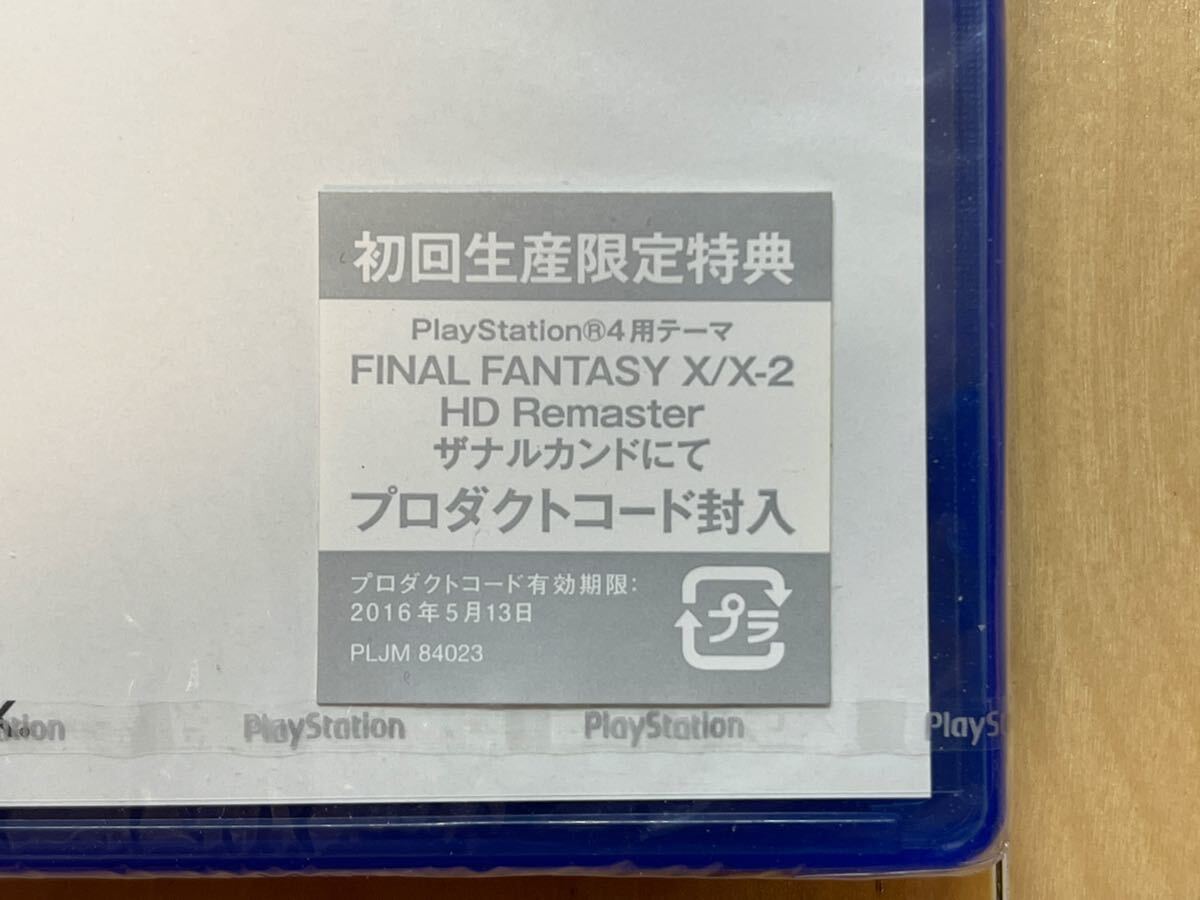 初回生産限定特典
PlayStation®4用テーマ
FINAL FANTASY X/X-2
HD Remaster
ザナルカンドにて
プロダクトコード封入
プロダクトコード有効期限:
2016年5月13日
PLJM 84023
プラ
PlayStation PlayStation PlayS